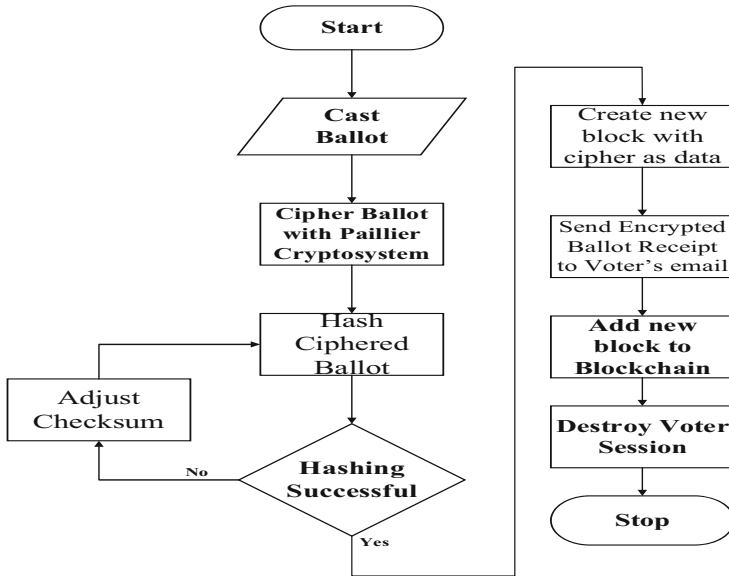 Start
Cast
Ballot
Cipher Ballot
with Paillier
Cryptosystem
Hash
Ciphered
Ballot
Adjust
Checksum
No
Hashing
Successful
Yes
Create new
block with
cipher as data
Send Encrypted
Ballot Receipt
to Voter's email
Add new
block to
Blockchain
Destroy Voter
Session
Stop